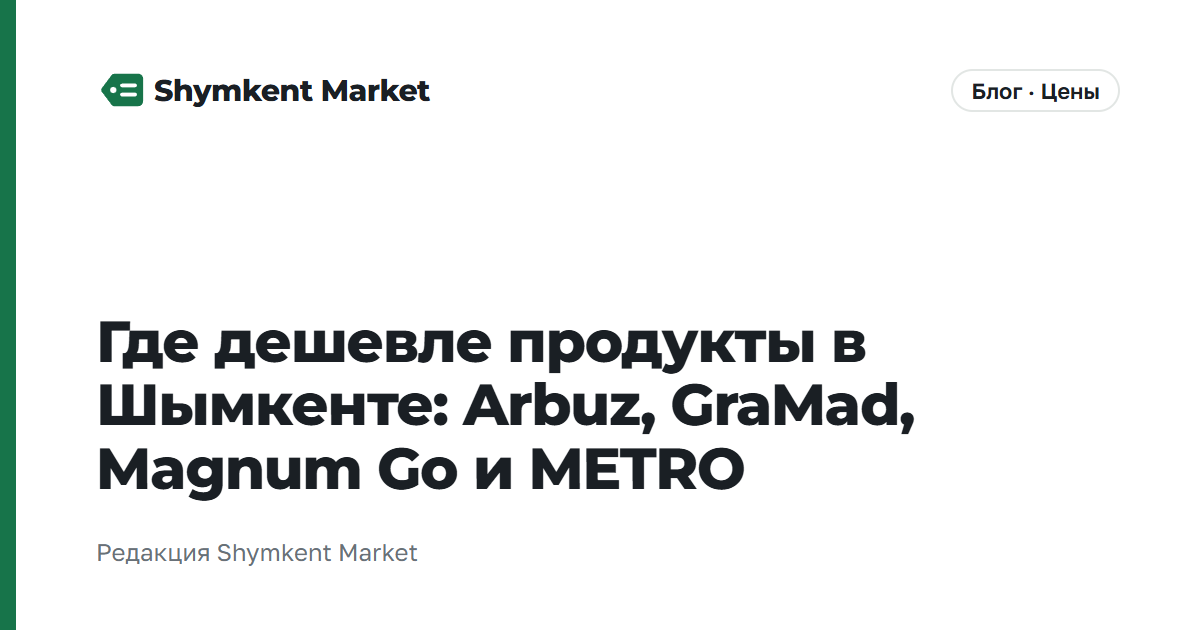 Shymkent Market
Блог · Цены
Где дешевле продукты в
Шымкенте: Arbuz, GraMad,
Magnum Go и METRO
Редакция Shymkent Market